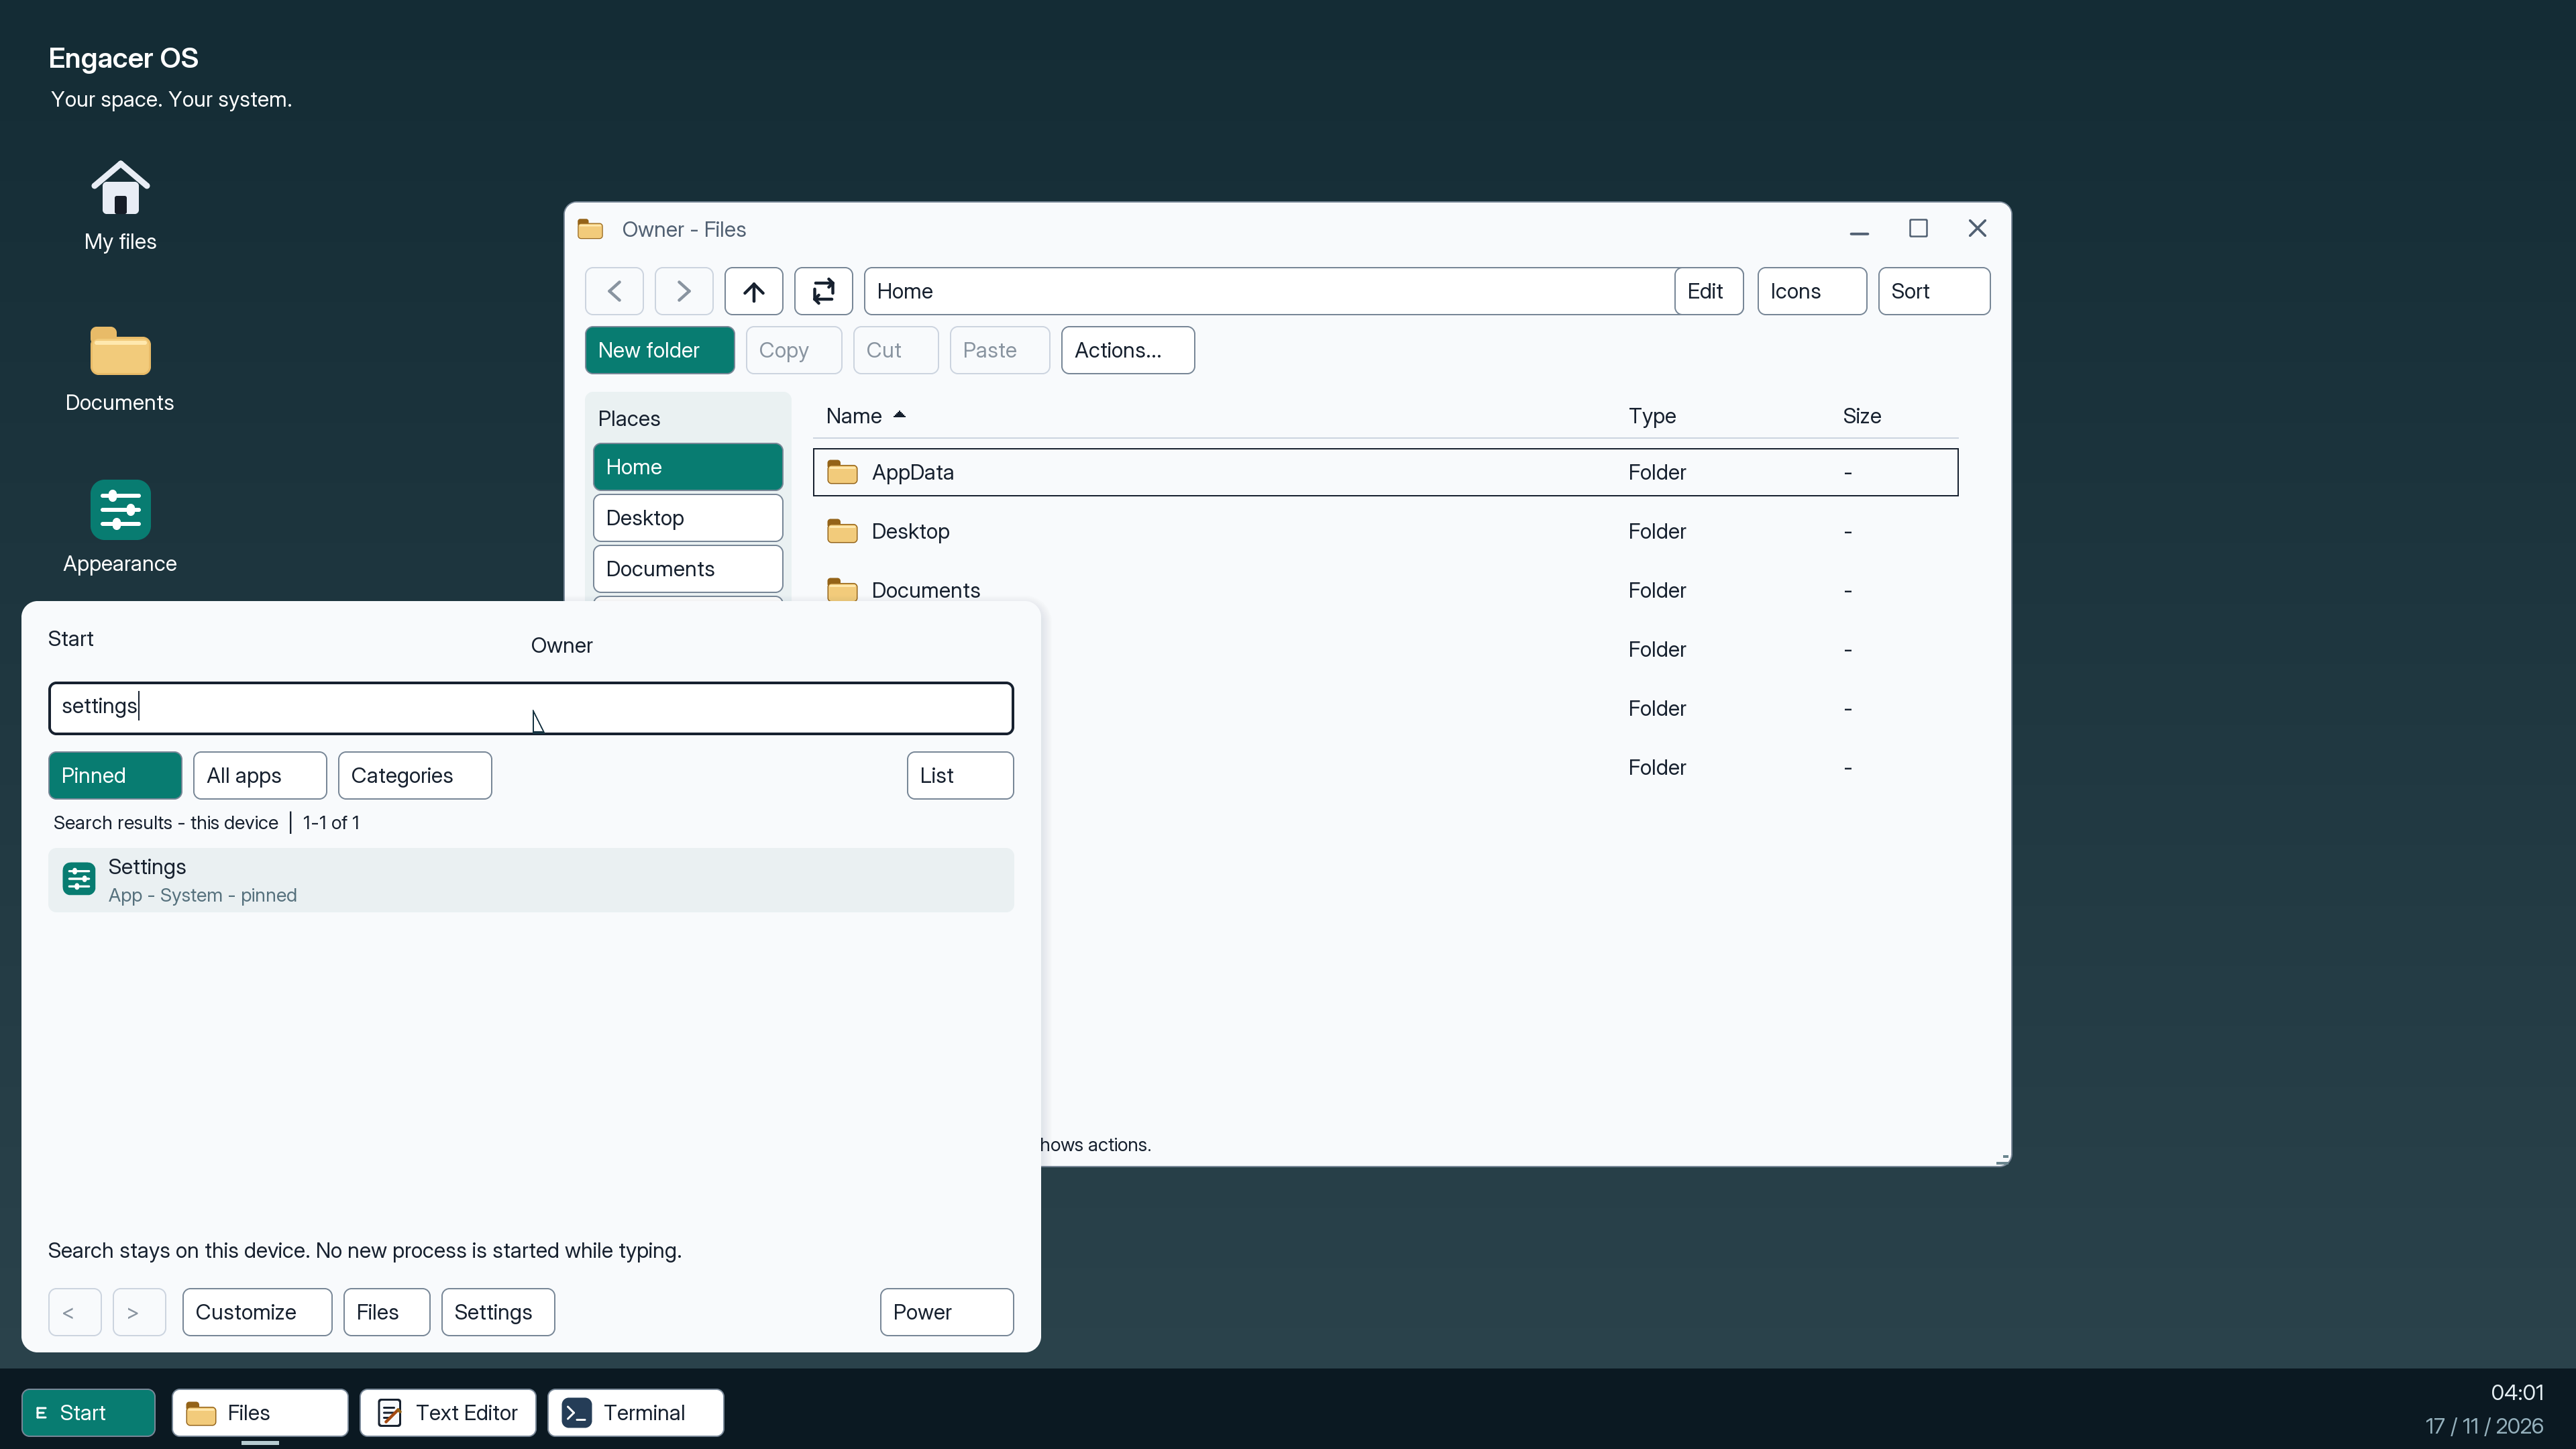 Engacer OS
Your space. Your system.
My files
Documents
Appearance
Owner - Files
Home
Edit
Icons
Sort
New folder
Copy
Cut
Paste
Actions...
Places
Home
Desktop
Documents
Name
Type
Size
AppData
Folder
-
Desktop
Folder
-
Documents
Folder
-
Folder
-
Folder
-
Folder
-
hows actions.
Start
Owner
settings
Pinned
All apps
Categories
List
Search results - this device | 1-1 of 1
Settings
App - System - pinned
Search stays on this device. No new process is started while typing.
<
>
Customize
Files
Settings
Power
E Start
Files
Text Editor
Terminal
04:01
17 / 11 / 2026